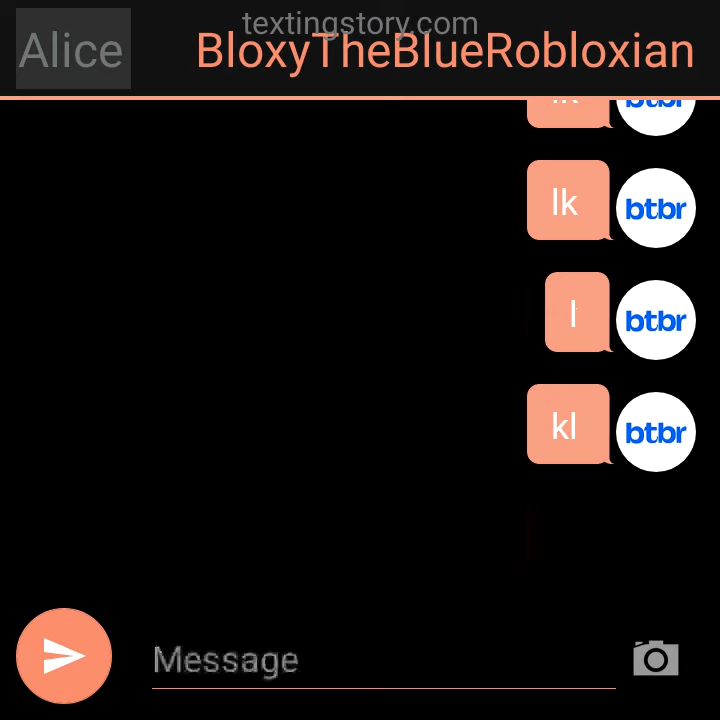 textingstory.com
Alice
BloxyTheBlueRobloxian
btbr
lk
btbr
l
btbr
kl
btbr
Message